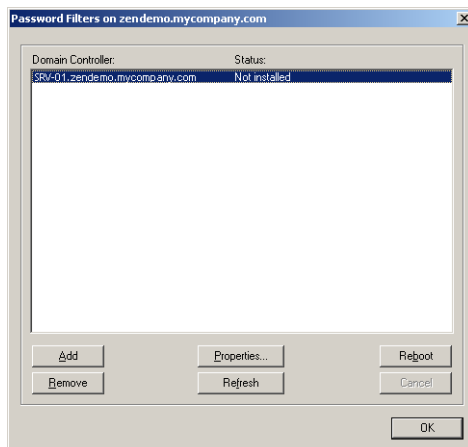 Password Filters on zendemo.mycompany.com
Domain Controller: Status:
SRV-01.zendemo.mycompany.com Not installed
Add Properties... Reboot
Remove Refresh Cancel
OK